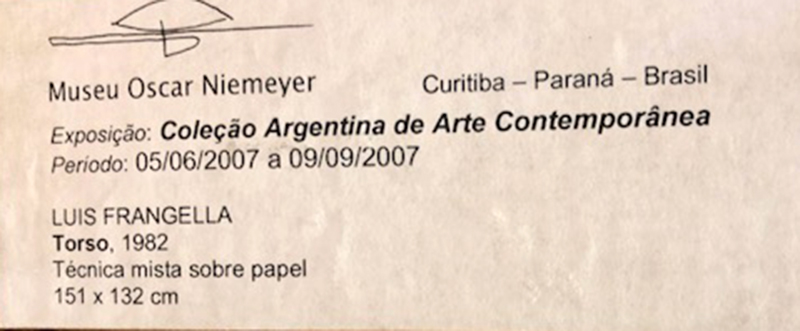 Museu Oscar Niemeyer Curitiba – Paraná – Brasil
Exposição: Coleção Argentina de Arte Contemporânea
Período: 05/06/2007 a 09/09/2007
LUIS FRANGELLA
Torso, 1982
Técnica mista sobre papel
151 x 132 cm